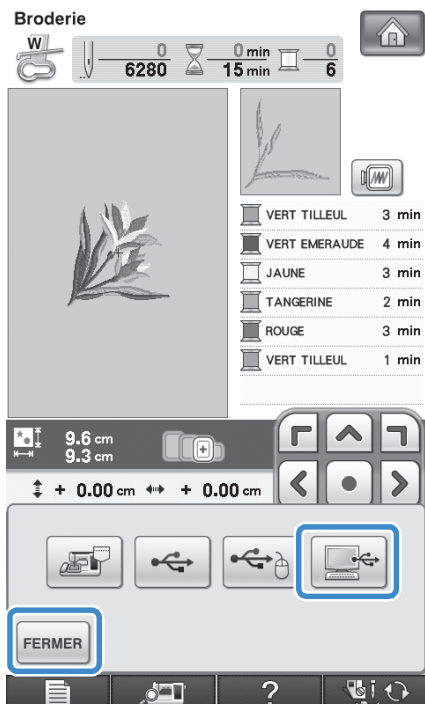 Broderie
W
0 0 min 0
6280 15 min 6
VERT TILLEUL 3 min
VERT EMERAUDE 4 min
JAUNE 3 min
TANGERINE 2 min
ROUGE 3 min
VERT TILLEUL 1 min
9.6 cm
9.3 cm
+ 0.00 cm + 0.00 cm
FERMER
?